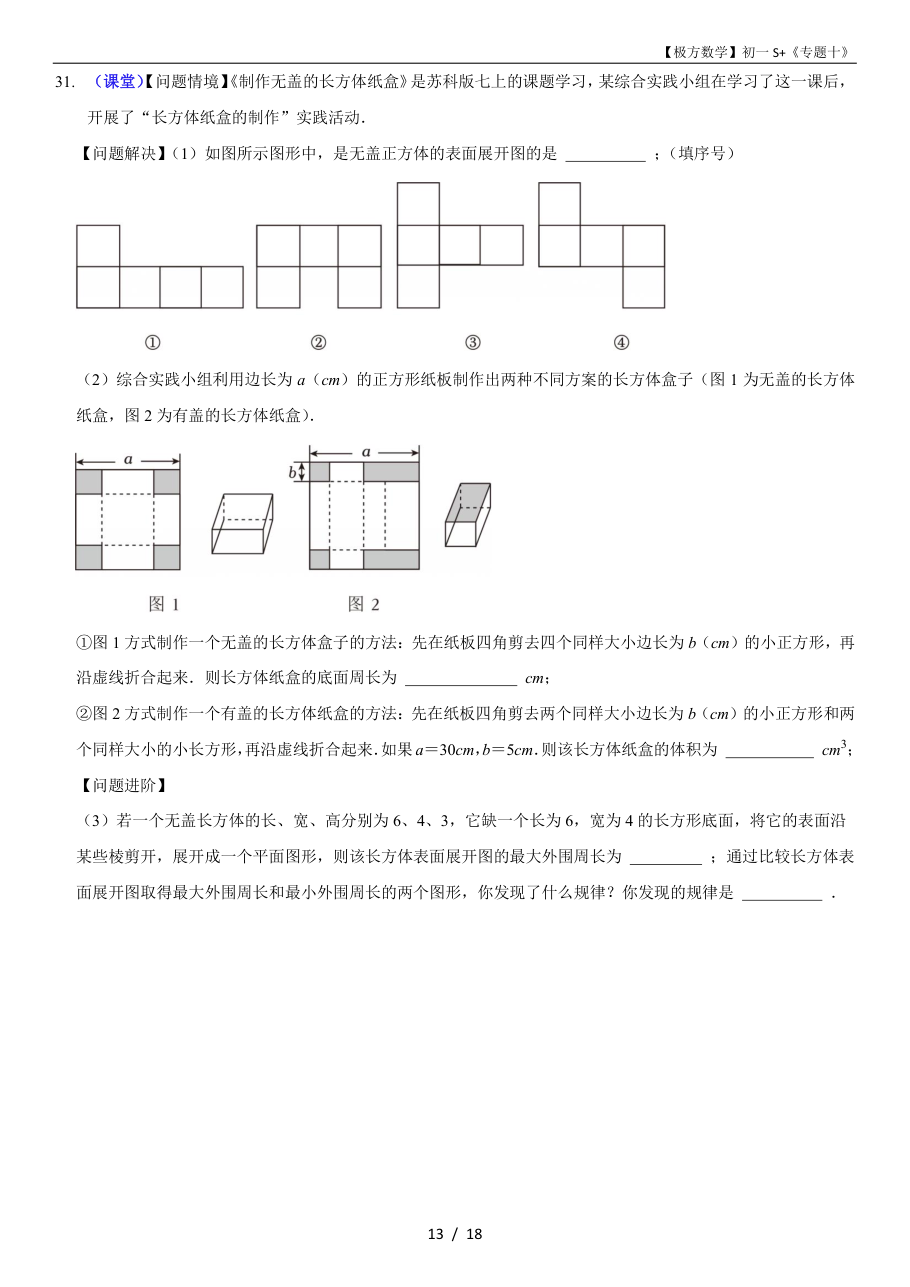 【极方数学】初一 S+《专题十》
31. （课堂）【问题情境】《制作无盖的长方体纸盒》是苏科版七上的课题学习，某综合实践小组在学习了这一课后，
开展了“长方体纸盒的制作”实践活动．
【问题解决】（1）如图所示图形中，是无盖正方体的表面展开图的是 __________ ；（填序号）
① ② ③ ④
（2）综合实践小组利用边长为 a（cm）的正方形纸板制作出两种不同方案的长方体盒子（图 1 为无盖的长方体
纸盒，图 2 为有盖的长方体纸盒）．
a a
b
图 1 图 2
①图 1 方式制作一个无盖的长方体盒子的方法：先在纸板四角剪去四个同样大小边长为 b（cm）的小正方形，再
沿虚线折合起来．则长方体纸盒的底面周长为 ______________ cm；
②图 2 方式制作一个有盖的长方体纸盒的方法：先在纸板四角剪去两个同样大小边长为 b（cm）的小正方形和两
个同样大小的小长方形，再沿虚线折合起来．如果 a＝30cm，b＝5cm．则该长方体纸盒的体积为 ___________ cm³；
【问题进阶】
（3）若一个无盖长方体的长、宽、高分别为 6、4、3，它缺一个长为 6，宽为 4 的长方形底面，将它的表面沿
某些棱剪开，展开成一个平面图形，则该长方体表面展开图的最大外围周长为 _________ ；通过比较长方体表
面展开图取得最大外围周长和最小外围周长的两个图形，你发现了什么规律？你发现的规律是 __________ ．
13 / 18